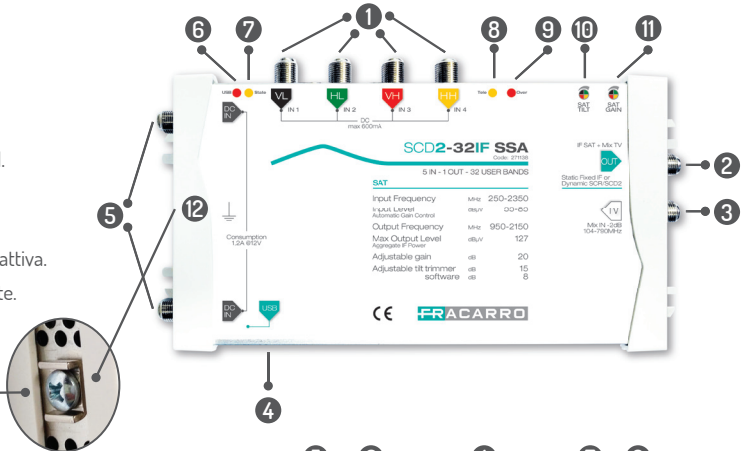 6 7 1 8 9 10 11
USB State Tele Over
VL HL VH HH
IN 1 IN 2 IN 3 IN 4
DC
max 600mA
SAT TILT
SAT GAIN
DC IN
l.
SCD2-32IF SSA
Code: 271138
5 IN - 1 OUT - 32 USER BANDS
SAT
Input Frequency MHz 250-2350
Input Level dBµV 55-85
Automatic Gain Control
Output Frequency MHz 950-2150
Max Output Level dBµV 127
Aggregate IF Power
Adjustable gain dB 20
Adjustable tilt trimmer dB 15
software dB 8
IF SAT + Mix TV
OUT
Static Fixed IF or
Dynamic SCR/SCD2
TV
Mix IN -2dB
104-790MHz
2
3
5
12
Consumption
1,2A @12V
attiva.
te.
DC IN
USB
CE FRACARRO
4